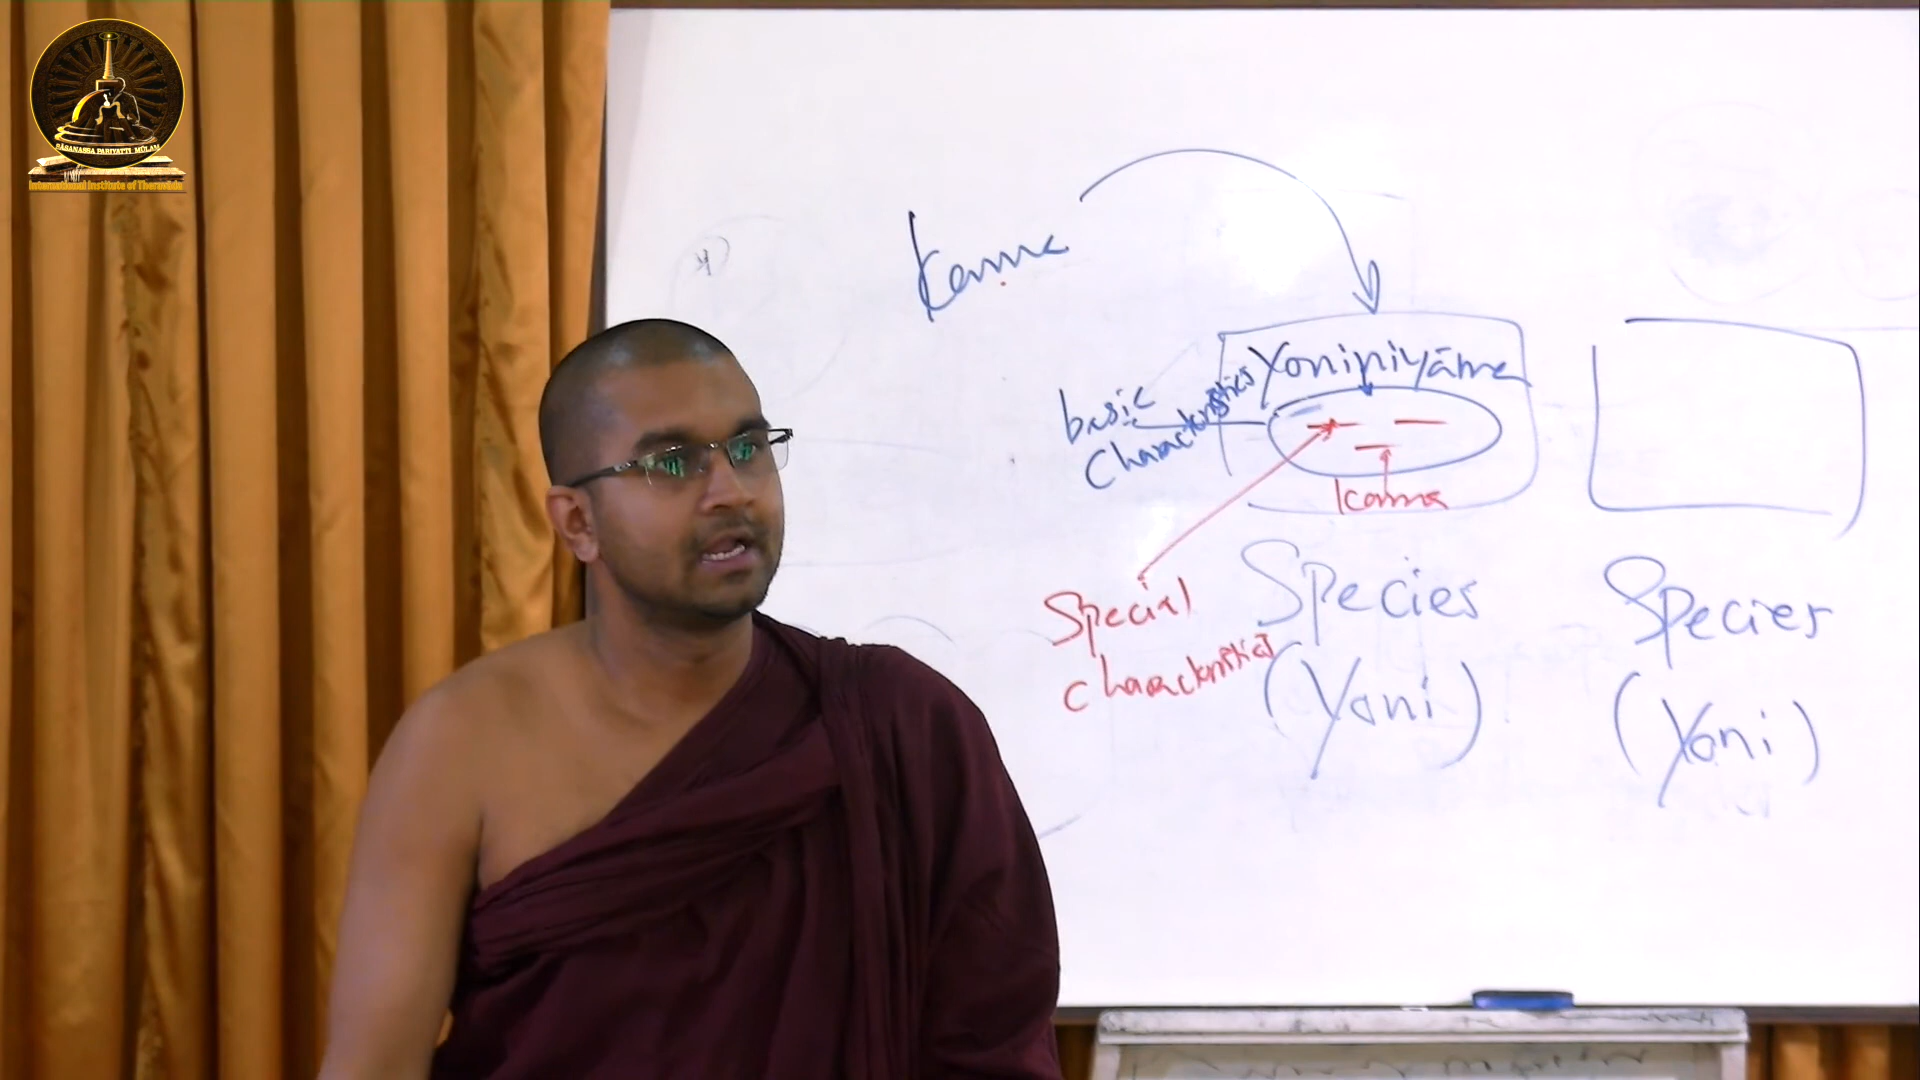 SĀSANASSA PARIYATTI MŪLAM
International Institute of Theravāda
Kamma
Yoniniyāma
basic
characteristics
Kamma
Special
characteristics
Species
(Yoni)
Species
(Yoni)